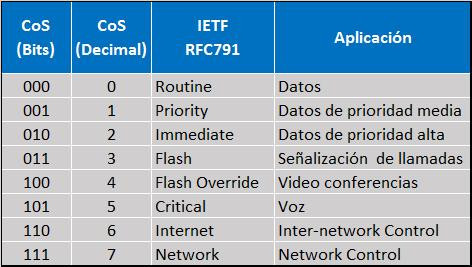 CoS (Bits) CoS (Decimal) IETF RFC791 Aplicación
000 0 Routine Datos
001 1 Priority Datos de prioridad media
010 2 Immediate Datos de prioridad alta
011 3 Flash Señalización de llamadas
100 4 Flash Override Video conferencias
101 5 Critical Voz
110 6 Internet Inter-network Control
111 7 Network Network Control